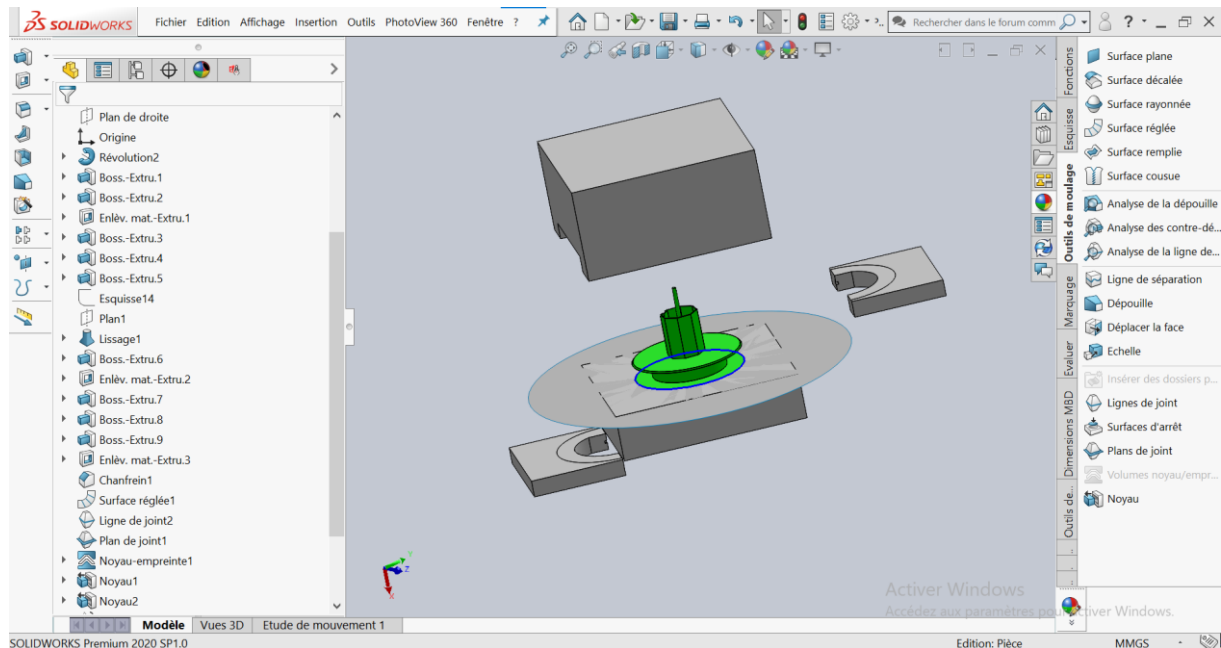 SOLIDWORKS Fichier Edition Affichage Insertion Outils PhotoView 360 Fenêtre ? Rechercher dans le forum comm ?
Plan de droite
Origine
Révolution2
Boss.-Extru.1
Boss.-Extru.2
Enlèv. mat.-Extru.1
Boss.-Extru.3
Boss.-Extru.4
Boss.-Extru.5
Esquisse14
Plan1
Lissage1
Boss.-Extru.6
Enlèv. mat.-Extru.2
Boss.-Extru.7
Boss.-Extru.8
Boss.-Extru.9
Enlèv. mat.-Extru.3
Chanfrein1
Surface réglée1
Ligne de joint2
Plan de joint1
Noyau-empreinte1
Noyau1
Noyau2
Modèle Vues 3D Etude de mouvement 1
Y
Z
X
Fonctions
Esquisse
Outils de moulage
Marquage
Evaluer
Dimensions MBD
Outils de...
Surface plane
Surface décalée
Surface rayonnée
Surface réglée
Surface remplie
Surface cousue
Analyse de la dépouille
Analyse des contre-dé...
Analyse de la ligne de...
Ligne de séparation
Dépouille
Déplacer la face
Echelle
Insérer des dossiers p...
Lignes de joint
Surfaces d'arrêt
Plans de joint
Volumes noyau/empr...
Noyau
Activer Windows
Accédez aux paramètres pour activer Windows.
SOLIDWORKS Premium 2020 SP1.0 Edition: Pièce MMGS -